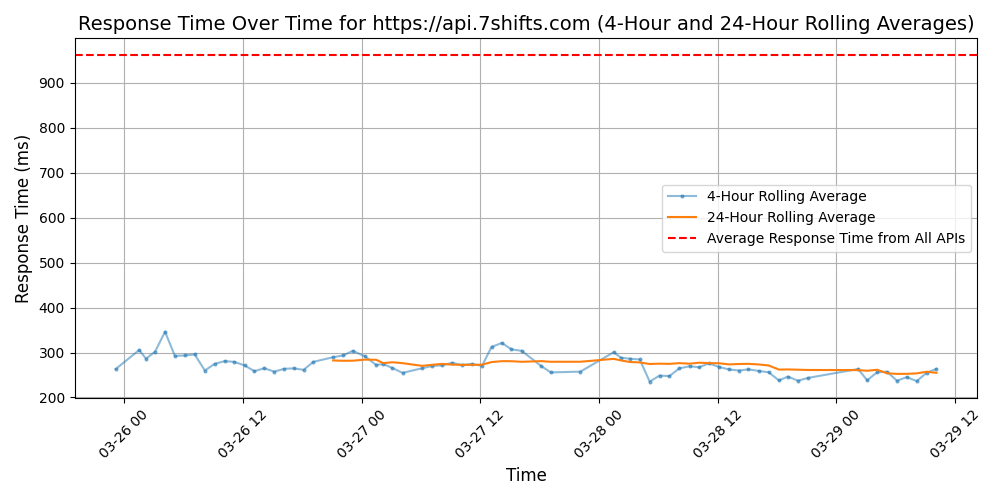 Response Time Over Time for https://api.7shifts.com (4-Hour and 24-Hour Rolling Averages)
Response Time (ms)
900
800
700
600
500
400
300
200
4-Hour Rolling Average
24-Hour Rolling Average
Average Response Time from All APIs
03-26 00
03-26 12
03-27 00
03-27 12
03-28 00
03-28 12
03-29 00
03-29 12
Time